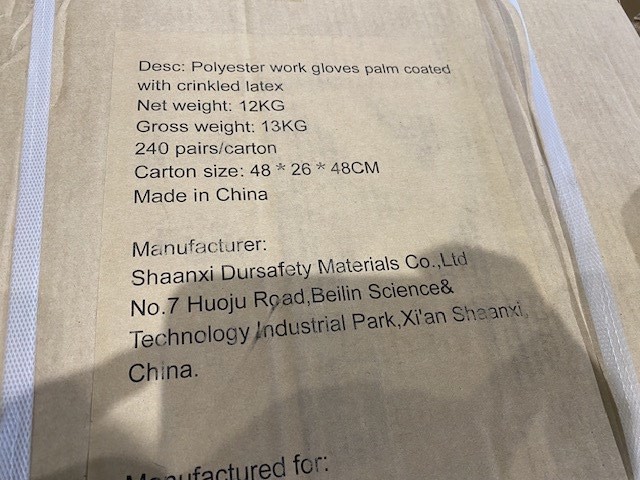 Desc: Polyester work gloves palm coated
with crinkled latex
Net weight: 12KG
Gross weight: 13KG
240 pairs/carton
Carton size: 48 * 26 * 48CM
Made in China
Manufacturer:
Shaanxi Dursafety Materials Co.,Ltd
No.7 Huoju Road,Beilin Science&
Technology Industrial Park,Xi'an Shaanxi,
China.
Manufactured for: